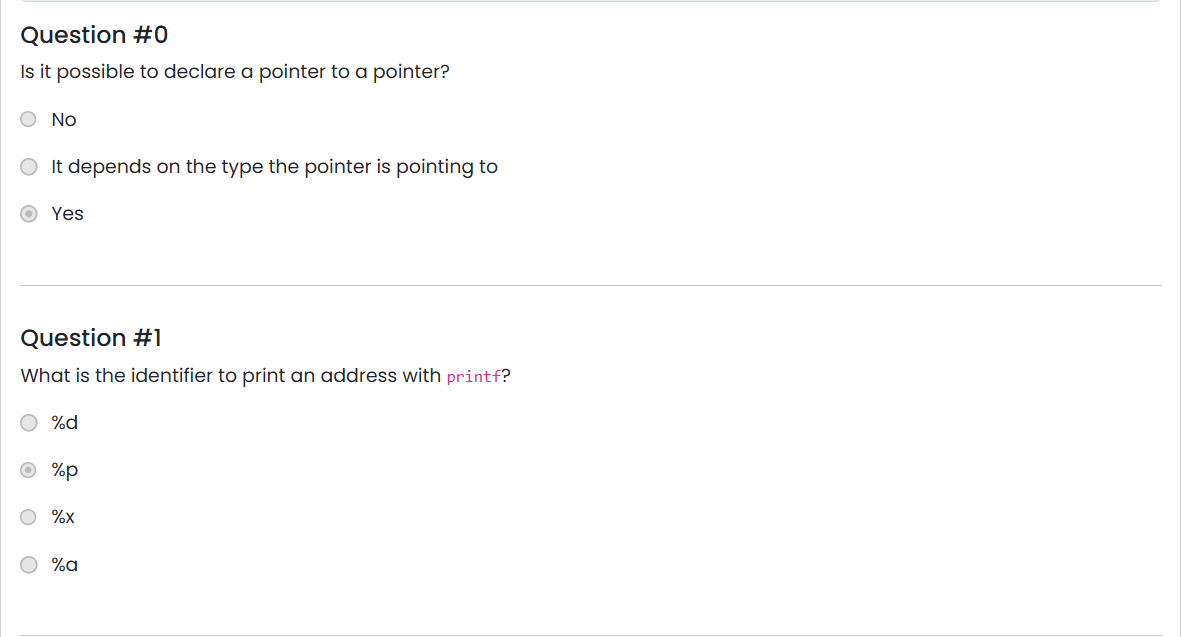 Question #0
Is it possible to declare a pointer to a pointer?
No
It depends on the type the pointer is pointing to
Yes
Question #1
What is the identifier to print an address with printf?
%d
%p
%x
%a